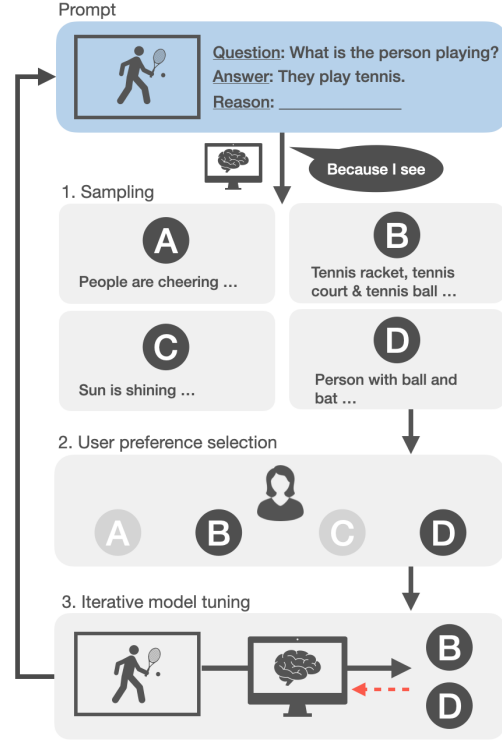 Prompt
Question: What is the person playing?
Answer: They play tennis.
Reason: ____________
Because I see
1. Sampling
A
People are cheering …
B
Tennis racket, tennis
court & tennis ball …
C
Sun is shining …
D
Person with ball and
bat …
2. User preference selection
A
B
C
D
3. Iterative model tuning
B
D